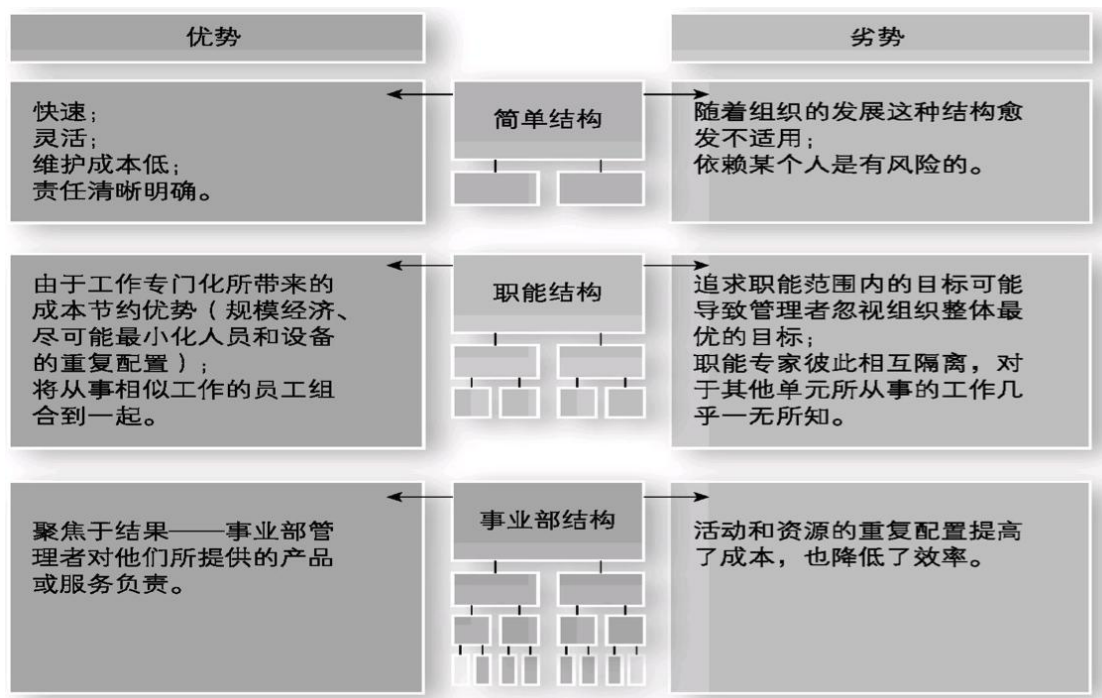 优势
劣势
快速；
灵活；
维护成本低；
责任清晰明确。
简单结构
随着组织的发展这种结构愈
发不适用；
依赖某个人是有风险的。
由于工作专门化所带来的
成本节约优势（规模经济、
尽可能最小化人员和设备
的重复配置）；
将从事相似工作的员工组
合到一起。
职能结构
追求职能范围内的目标可能
导致管理者忽视组织整体最
优的目标；
职能专家彼此相互隔离，对
于其他单元所从事的工作几
乎一无所知。
聚焦于结果——事业部管
理者对他们所提供的产品
或服务负责。
事业部结构
活动和资源的重复配置提高
了成本，也降低了效率。